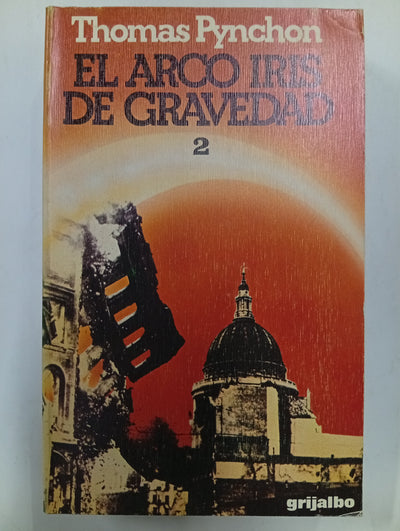 Thomas Pynchon
EL ARCO IRIS
DE GRAVEDAD
2
grijalbo